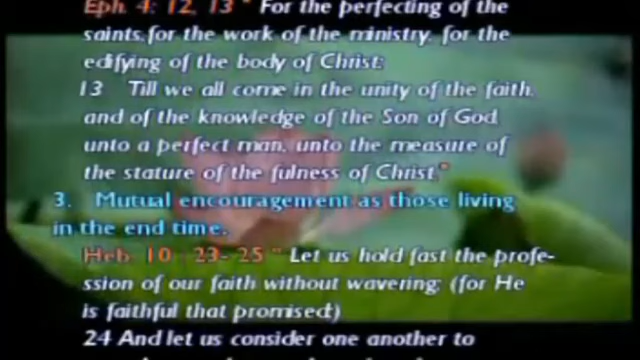 Eph. 4: 12, 13 " For the perfecting of the
saints, for the work of the ministry, for the
edifying of the body of Christ:
13 Till we all come in the unity of the faith,
and of the knowledge of the Son of God,
unto a perfect man, unto the measure of
the stature of the fulness of Christ."
3. Mutual encouragement as those living
in the end time.
Heb. 10 : 23- 25 " Let us hold fast the profe-
ssion of our faith without wavering; (for He
is faithful that promised;)
24 And let us consider one another to